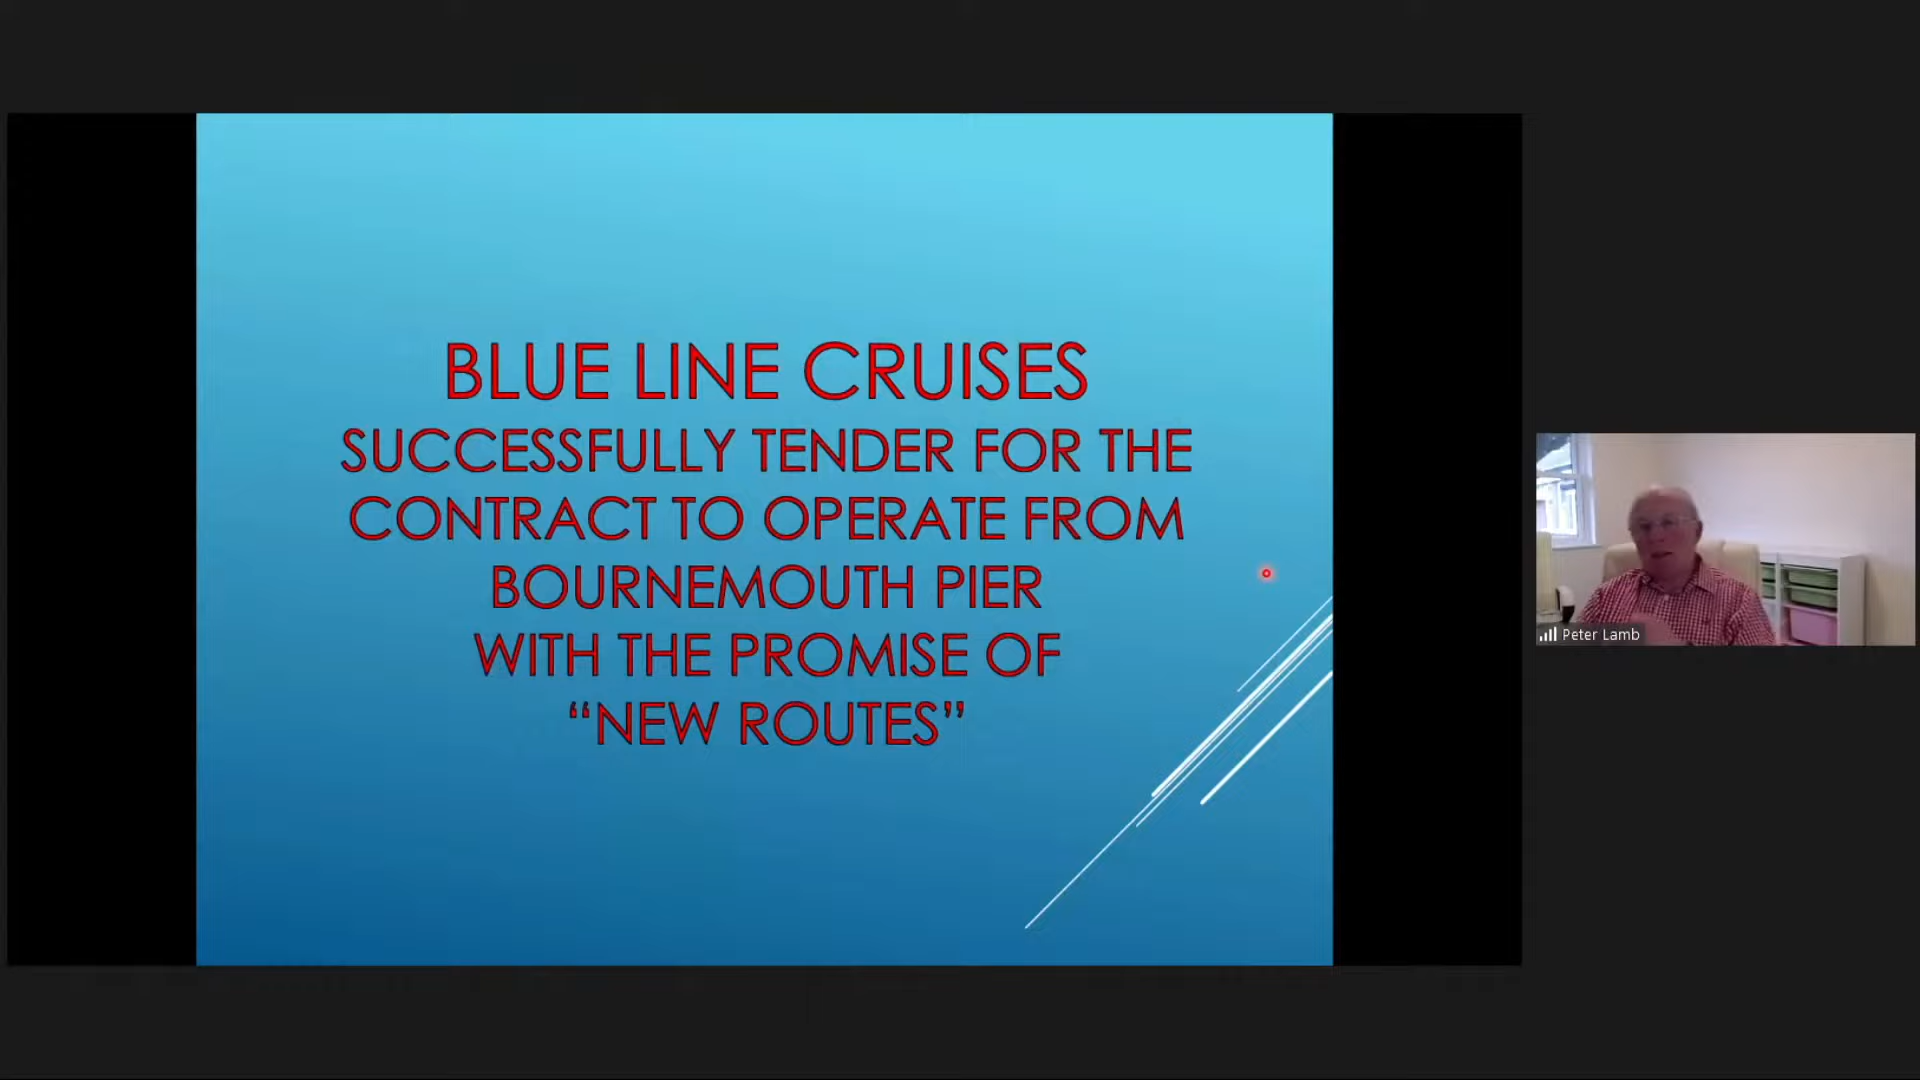 BLUE LINE CRUISES
SUCCESSFULLY TENDER FOR THE
CONTRACT TO OPERATE FROM
BOURNEMOUTH PIER
WITH THE PROMISE OF
“NEW ROUTES”
Peter Lamb